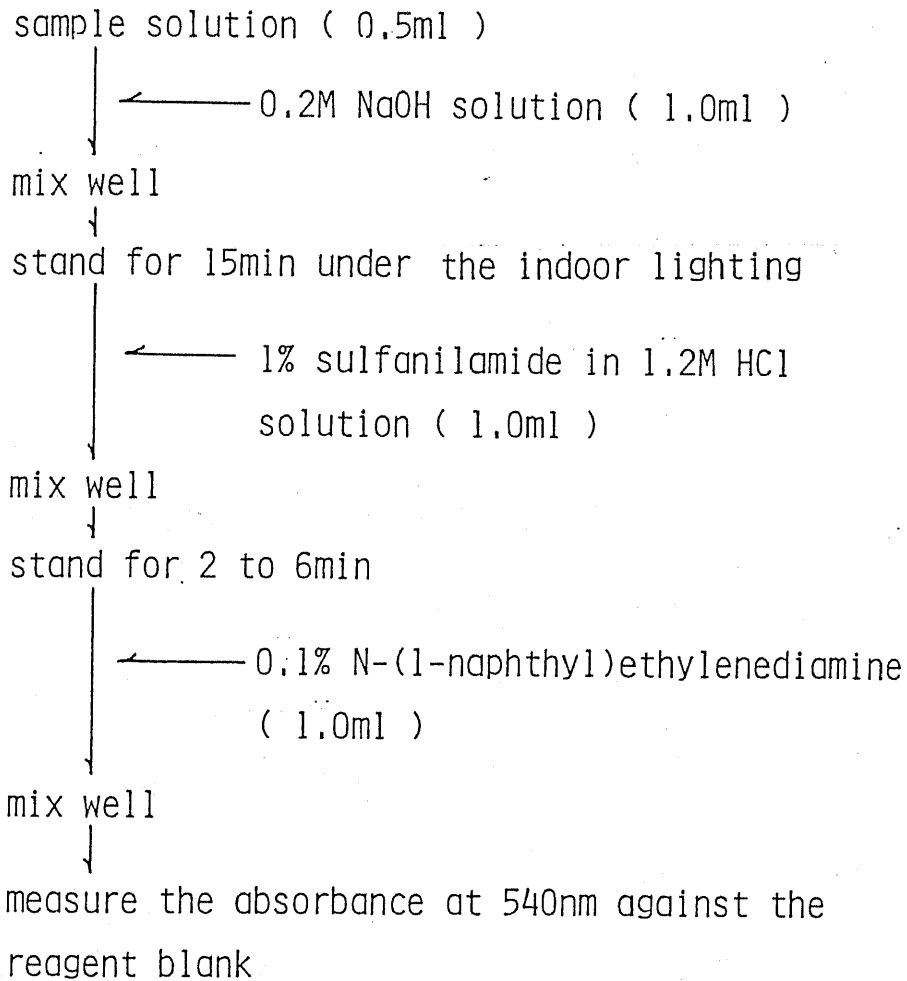 sample solution ( 0.5ml )
0.2M NaOH solution ( 1.0ml )
mix well
stand for 15min under the indoor lighting
1% sulfanilamide in 1.2M HCl
solution ( 1.0ml )
mix well
stand for 2 to 6min
0.1% N-(1-naphthyl)ethylenediamine
( 1.0ml )
mix well
measure the absorbance at 540nm against the
reagent blank